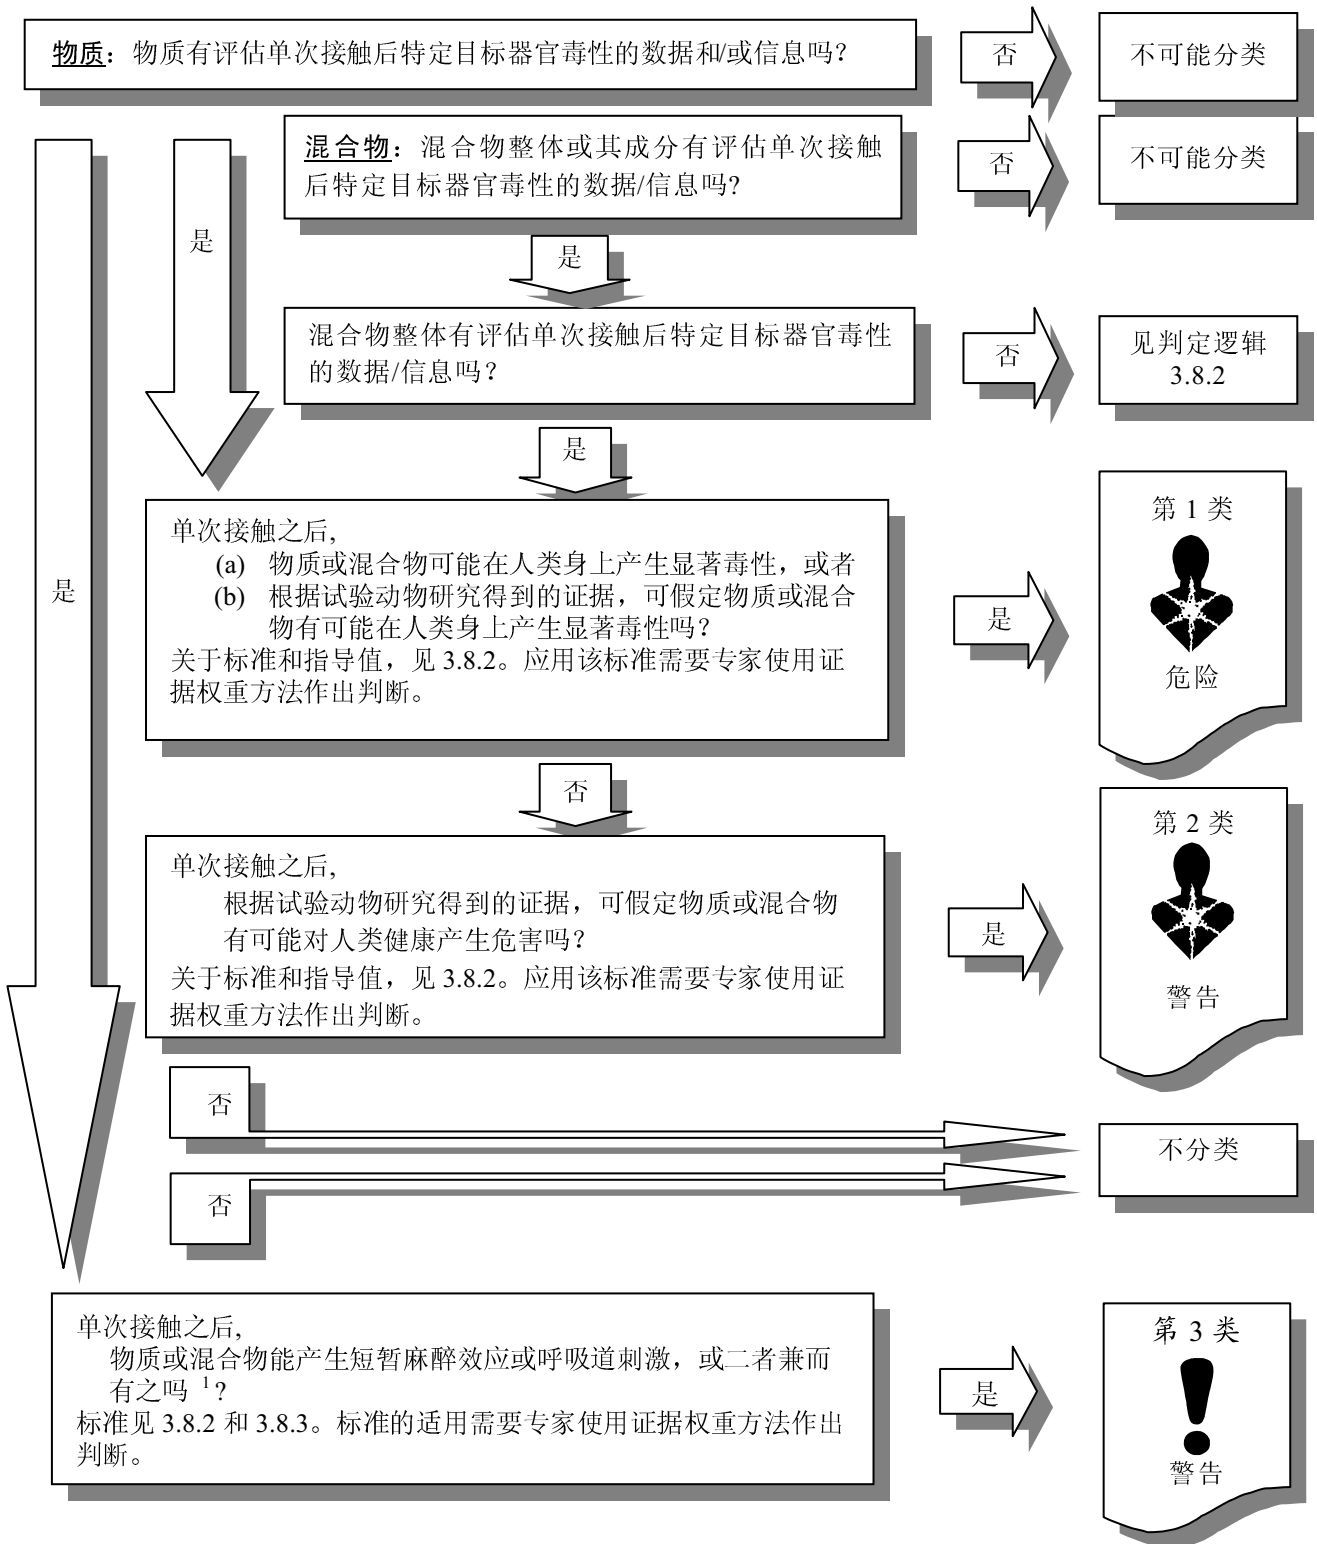 物质：物质有评估单次接触后特定目标器官毒性的数据和/或信息吗？
否
不可能分类
混合物：混合物整体或其成分有评估单次接触
后特定目标器官毒性的数据/信息吗?
否
不可能分类
是
是
是
混合物整体有评估单次接触后特定目标器官毒性
的数据/信息吗？
否
见判定逻辑
3.8.2
是
单次接触之后,
(a) 物质或混合物可能在人类身上产生显著毒性，或者
(b) 根据试验动物研究得到的证据，可假定物质或混合
物有可能在人类身上产生显著毒性吗？
关于标准和指导值，见 3.8.2。应用该标准需要专家使用证
据权重方法作出判断。
是
第 1 类
危险
否
单次接触之后,
根据试验动物研究得到的证据，可假定物质或混合物
有可能对人类健康产生危害吗？
关于标准和指导值，见 3.8.2。应用该标准需要专家使用证
据权重方法作出判断。
是
第 2 类
警告
否
不分类
否
单次接触之后,
物质或混合物能产生短暂麻醉效应或呼吸道刺激，或二者兼而
有之吗 1？
标准见 3.8.2 和 3.8.3。标准的适用需要专家使用证据权重方法作出
判断。
是
第 3 类
警告